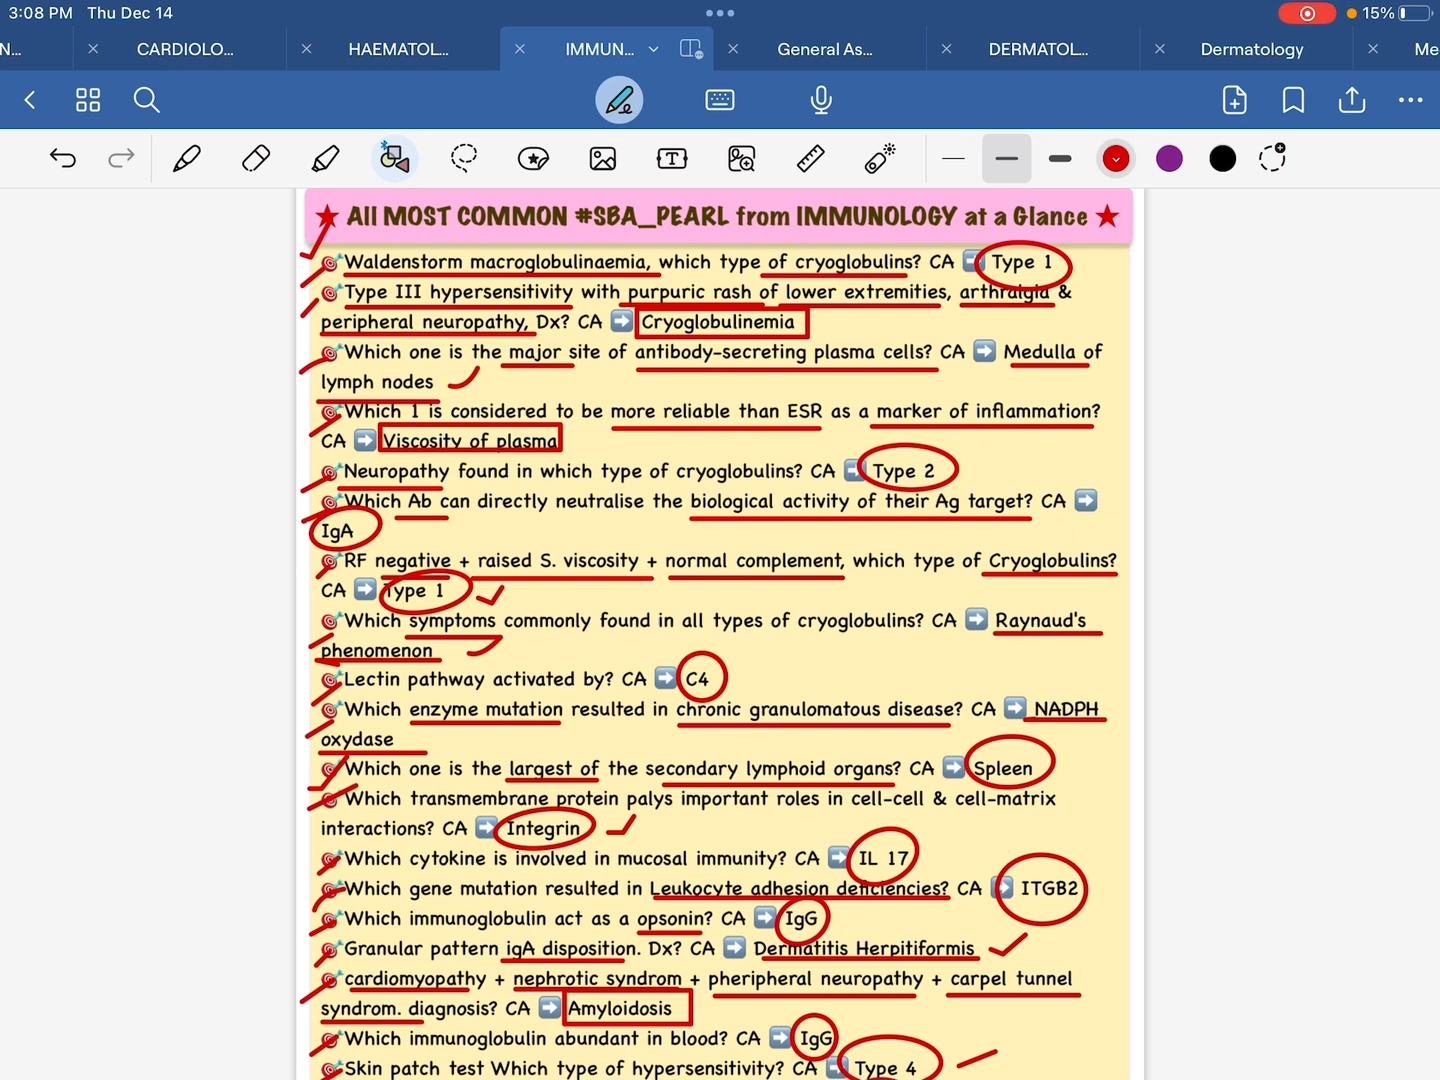 3:08 PM Thu Dec 14
15%
N...
CARDIOLO...
HAEMATOL...
IMMUN...
General As...
DERMATOL...
Dermatology
Me
All MOST COMMON #SBA_PEARL from IMMUNOLOGY at a Glance
Waldenstorm macroglobulinaemia, which type of cryoglobulins? CA ➡ Type 1
Type III hypersensitivity with purpuric rash of lower extremities, arthralgia &
peripheral neuropathy, Dx? CA ➡ Cryoglobulinemia
Which one is the major site of antibody-secreting plasma cells? CA ➡ Medulla of
lymph nodes
Which 1 is considered to be more reliable than ESR as a marker of inflammation?
CA ➡ Viscosity of plasma
Neuropathy found in which type of cryoglobulins? CA ➡ Type 2
Which Ab can directly neutralise the biological activity of their Ag target? CA ➡
IgA
RF negative + raised S. viscosity + normal complement, which type of Cryoglobulins?
CA ➡ Type 1
Which symptoms commonly found in all types of cryoglobulins? CA ➡ Raynaud's
phenomenon
Lectin pathway activated by? CA ➡ C4
Which enzyme mutation resulted in chronic granulomatous disease? CA ➡ NADPH
oxydase
Which one is the largest of the secondary lymphoid organs? CA ➡ Spleen
Which transmembrane protein palys important roles in cell-cell & cell-matrix
interactions? CA ➡ Integrin
Which cytokine is involved in mucosal immunity? CA ➡ IL 17
Which gene mutation resulted in Leukocyte adhesion deficiencies? CA ➡ ITGB2
Which immunoglobulin act as a opsonin? CA ➡ IgG
Granular pattern igA disposition. Dx? CA ➡ Dermatitis Herpitiformis
cardiomyopathy + nephrotic syndrom + pheripheral neuropathy + carpel tunnel
syndrom. diagnosis? CA ➡ Amyloidosis
Which immunoglobulin abundant in blood? CA ➡ IgG
Skin patch test Which type of hypersensitivity? CA ➡ Type 4